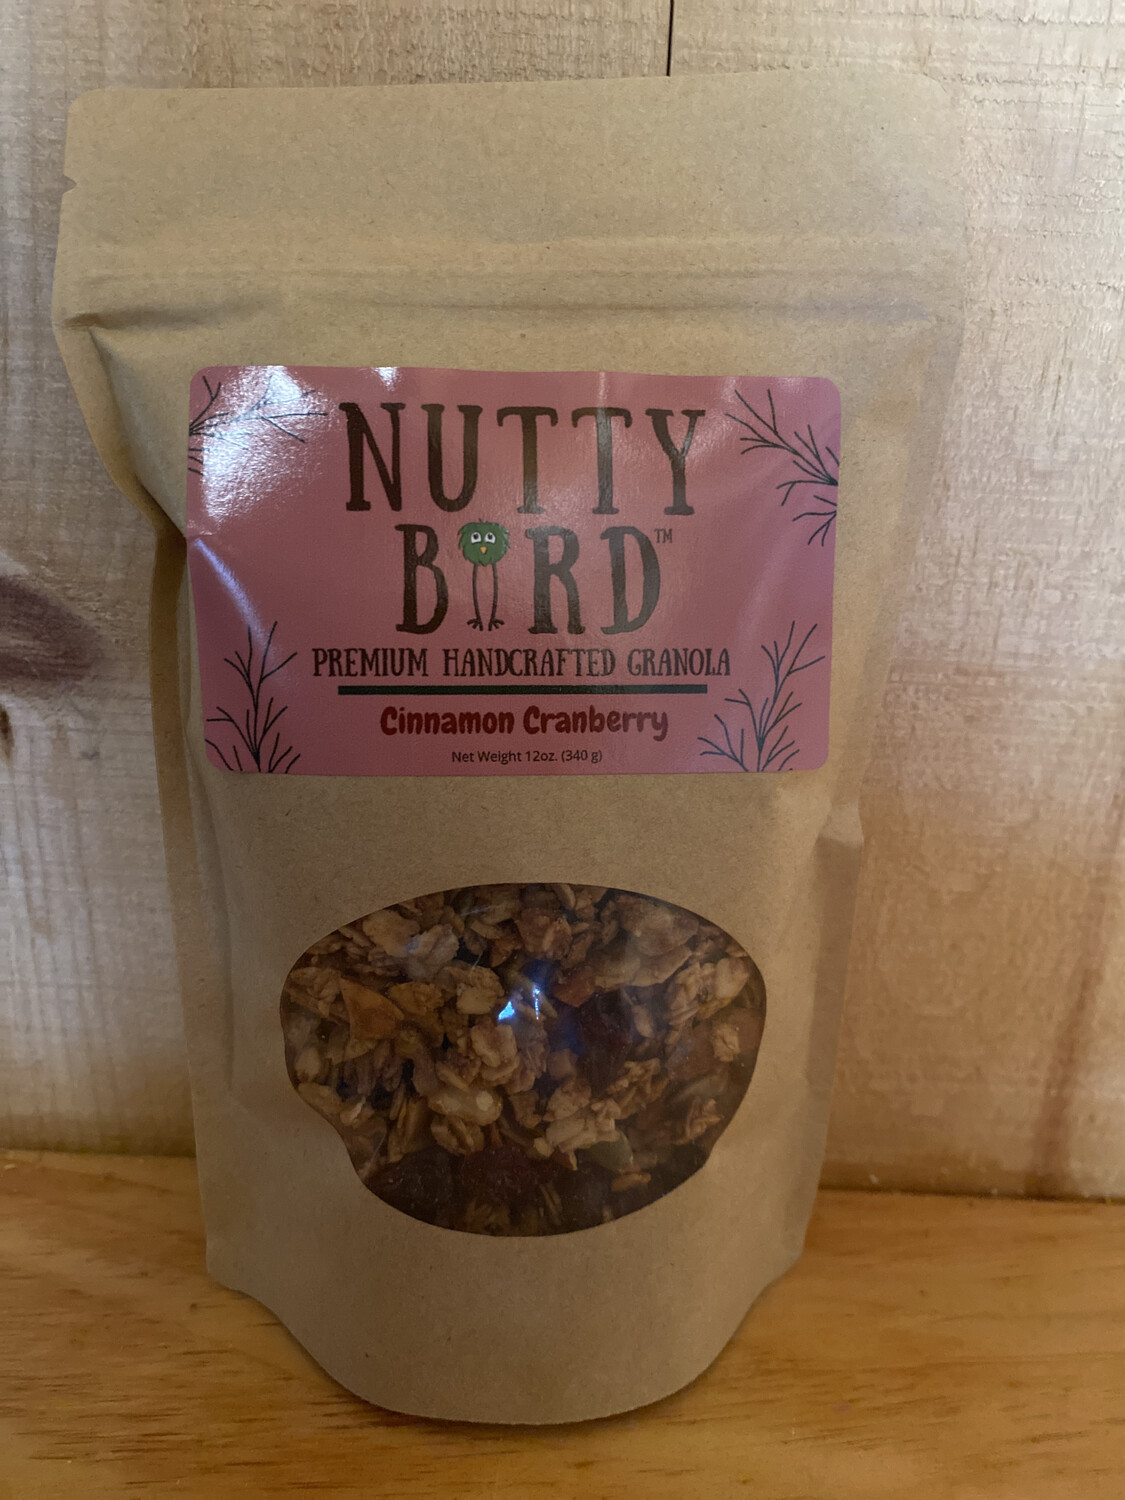 NUTTY
BIRD™
PREMIUM HANDCRAFTED GRANOLA
Cinnamon Cranberry
Net Weight 12oz. (340 g)